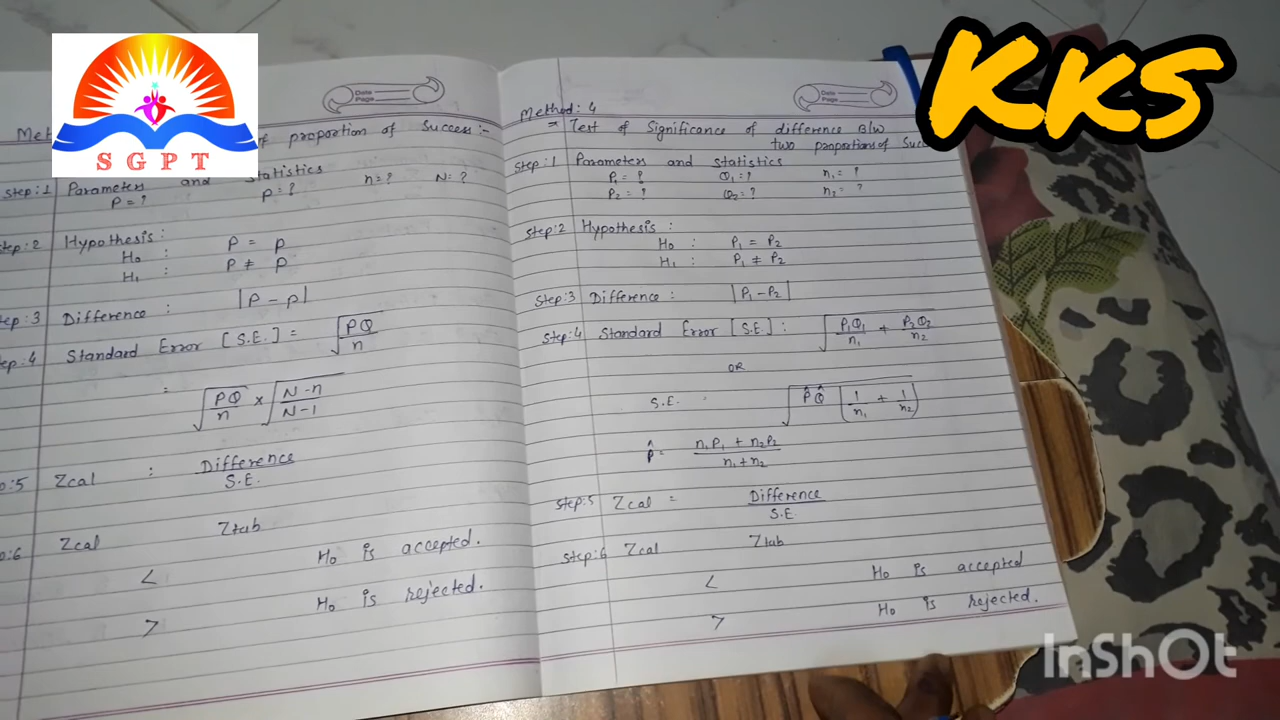 SGPT
KKS
Date
Page
of proportion of Success :-
Step:1 Parameters and Statistics
P = ? p = ? n = ? N = ?
Step:2 Hypothesis :
H₀ : P = p
H₁ : P ≠ p
Step:3 Difference : |P - p|
Step:4 Standard Error [S.E.] = √(PQ/n)
= √(PQ/n) × √(N-n/N-1)
:5 Zcal : Difference/S.E.
:6 Zcal Ztab
< H₀ is accepted.
> H₀ is rejected.
Date
Page
Method: 4
= Test of Significance of difference B/W
two proportions of
Step:1 Parameters and statistics
P₁ = ? Q₁ = ? n₁ = ?
P₂ = ? Q₂ = ? n₂ = ?
Step:2 Hypothesis :
H₀ : P₁ = P₂
H₁ : P₁ ≠ P₂
Step:3 Difference : |P₁ - P₂|
Step:4 Standard Error [S.E.] : √(P₁Q₁/n₁ + P₂Q₂/n₂)
OR
S.E. √(P̂Q̂ (1/n₁ + 1/n₂))
P̂ = n₁P₁ + n₂P₂/n₁+n₂
Step:5 Zcal = Difference/S.E.
Step:6 Zcal Ztab
< H₀ is accepted
> H₀ is rejected.
InShOt